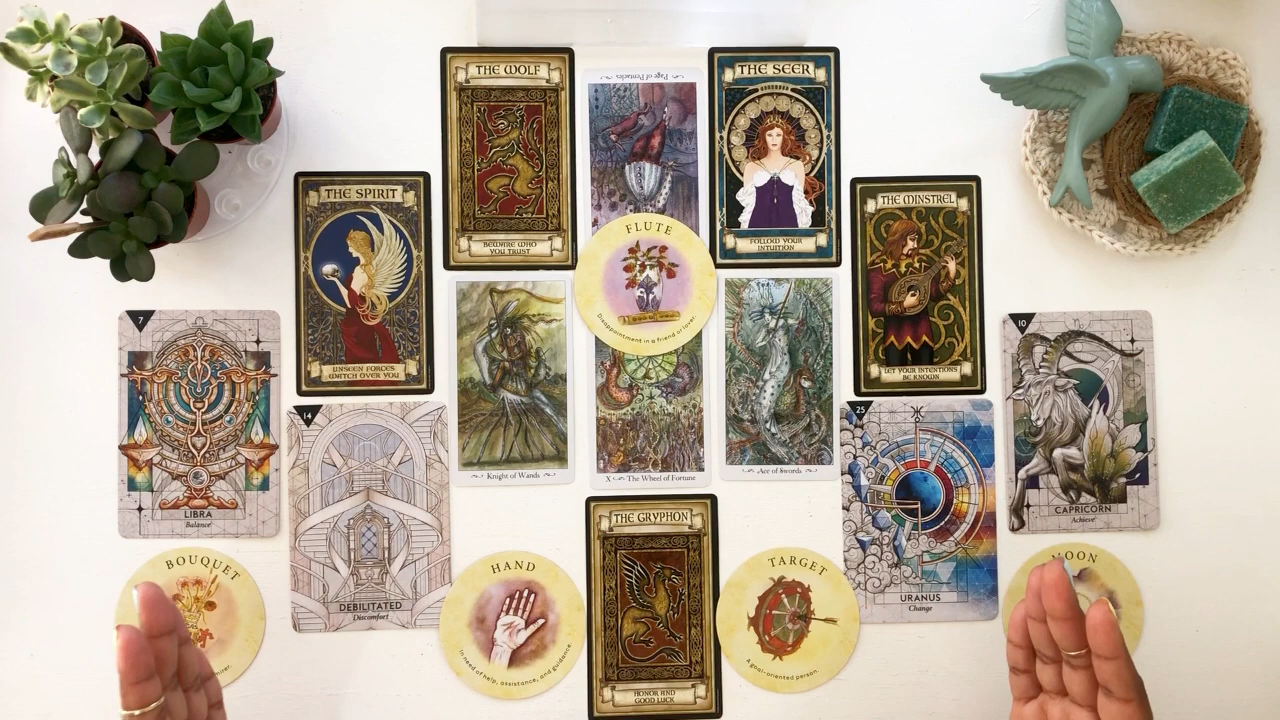 THE WOLF
BEWARE WHO
YOU TRUST
Page of Pentacles
THE SEER
FOLLOW YOUR
INTUITION
THE SPIRIT
UNSEEN FORCES
WATCH OVER YOU
FLUTE
Disappointment in a friend or lover.
THE MINSTREL
LET YOUR INTENTIONS
BE KNOWN
7
LIBRA
Balance
14
DEBILITATED
Discomfort
Knight of Wands
X The Wheel of Fortune
Ace of Swords
25
URANUS
Change
10
CAPRICORN
Achieve
BOUQUET
HAND
In need of help, assistance, and guidance.
THE GRYPHON
HONOR AND
GOOD LUCK
TARGET
A goal-oriented person.
MOON